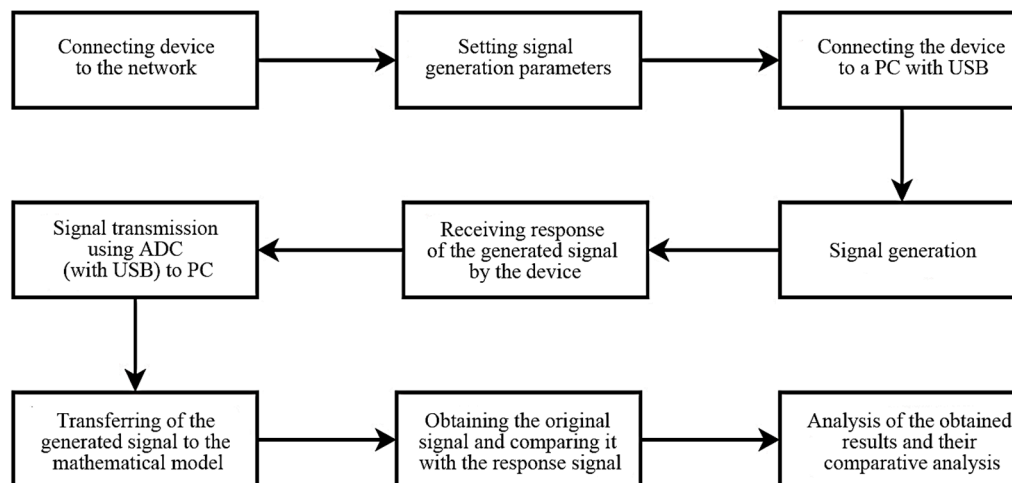 Connecting device
to the network
Setting signal
generation parameters
Connecting the device
to a PC with USB
Signal generation
Receiving response
of the generated signal
by the device
Signal transmission
using ADC
(with USB) to PC
Transferring of the
generated signal to the
mathematical model
Obtaining the original
signal and comparing it
with the response signal
Analysis of the obtained
results and their
comparative analysis